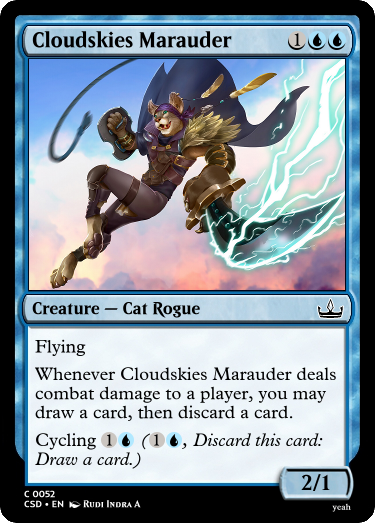 Cloudskies Marauder 1
Creature — Cat Rogue
Flying
Whenever Cloudskies Marauder deals
combat damage to a player, you may
draw a card, then discard a card.
Cycling 1 (1, Discard this card:
Draw a card.)
2/1
C 0052
CSD • EN RUDI INDRA A
yeah